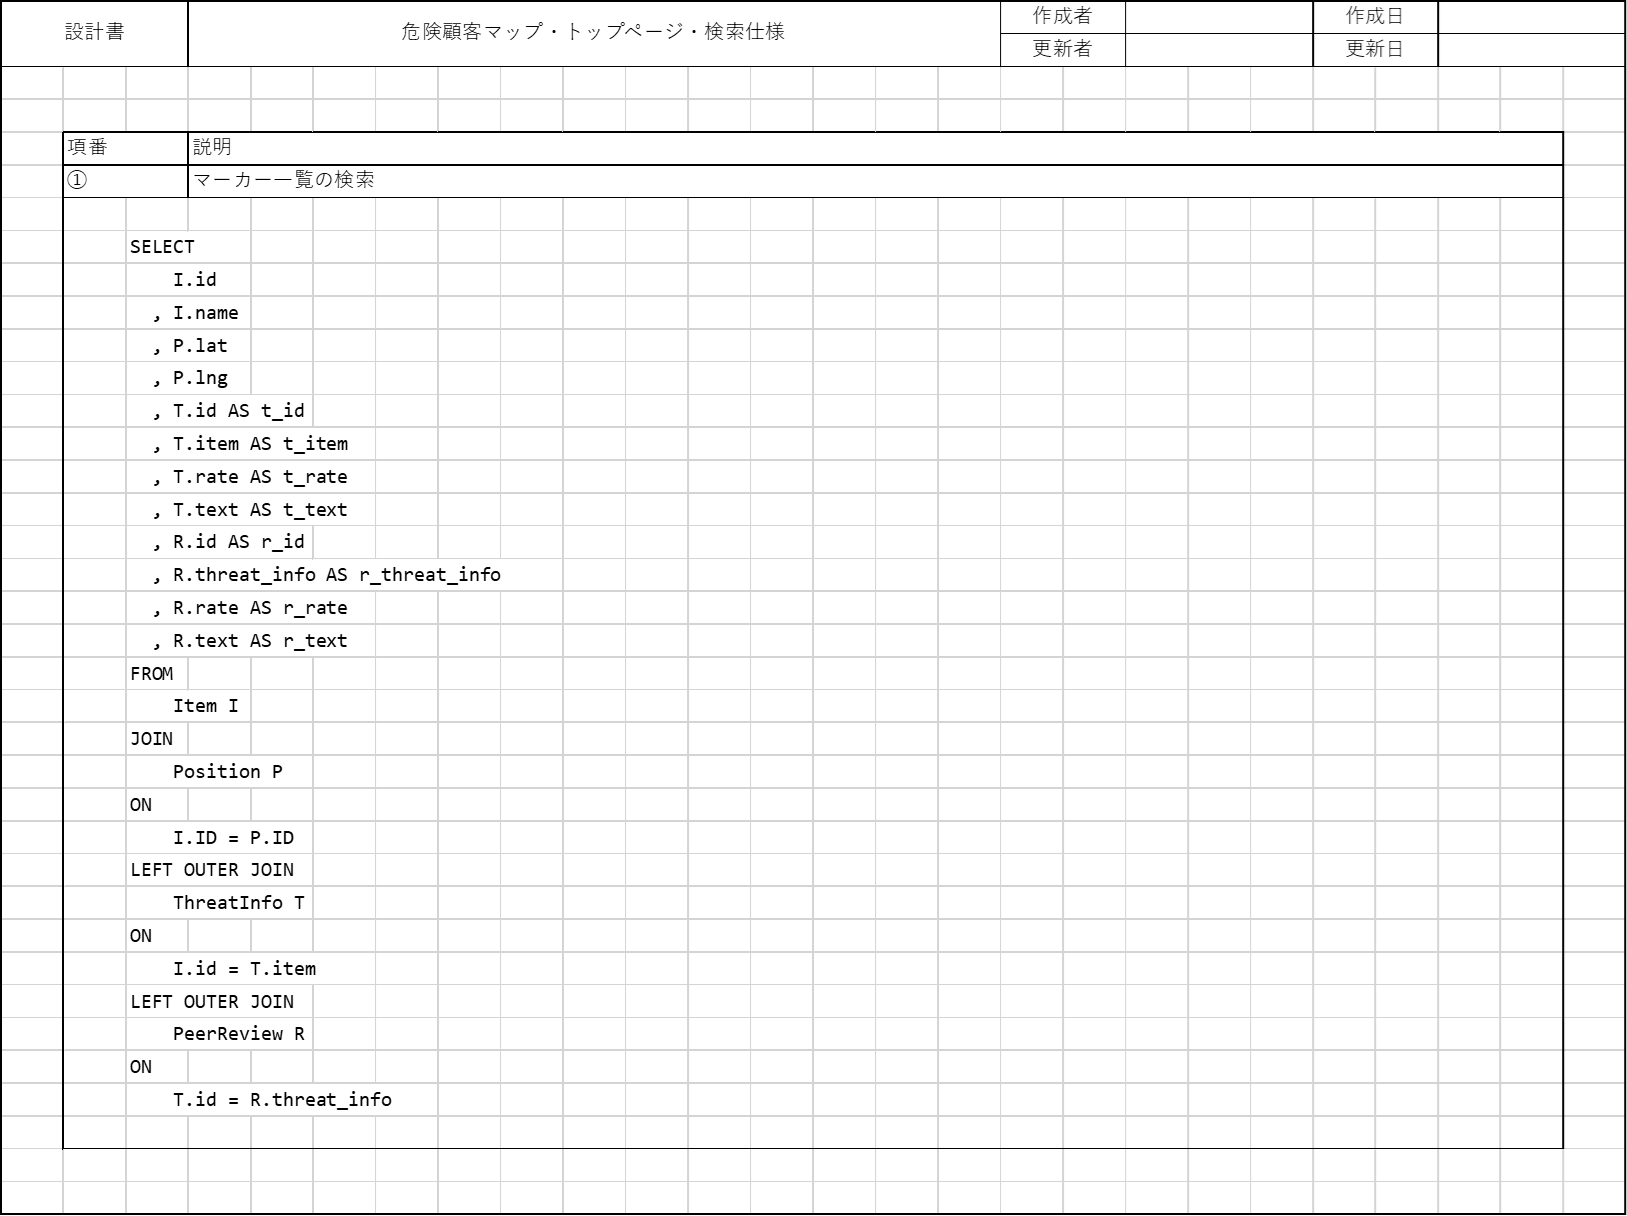 設計書
危険顧客マップ・トップページ・検索仕様
作成者
作成日
更新者
更新日
項番 説明
① マーカー一覧の検索
SELECT
I.id
, I.name
, P.lat
, P.lng
, T.id AS t_id
, T.item AS t_item
, T.rate AS t_rate
, T.text AS t_text
, R.id AS r_id
, R.threat_info AS r_threat_info
, R.rate AS r_rate
, R.text AS r_text
FROM
Item I
JOIN
Position P
ON
I.ID = P.ID
LEFT OUTER JOIN
ThreatInfo T
ON
I.id = T.item
LEFT OUTER JOIN
PeerReview R
ON
T.id = R.threat_info